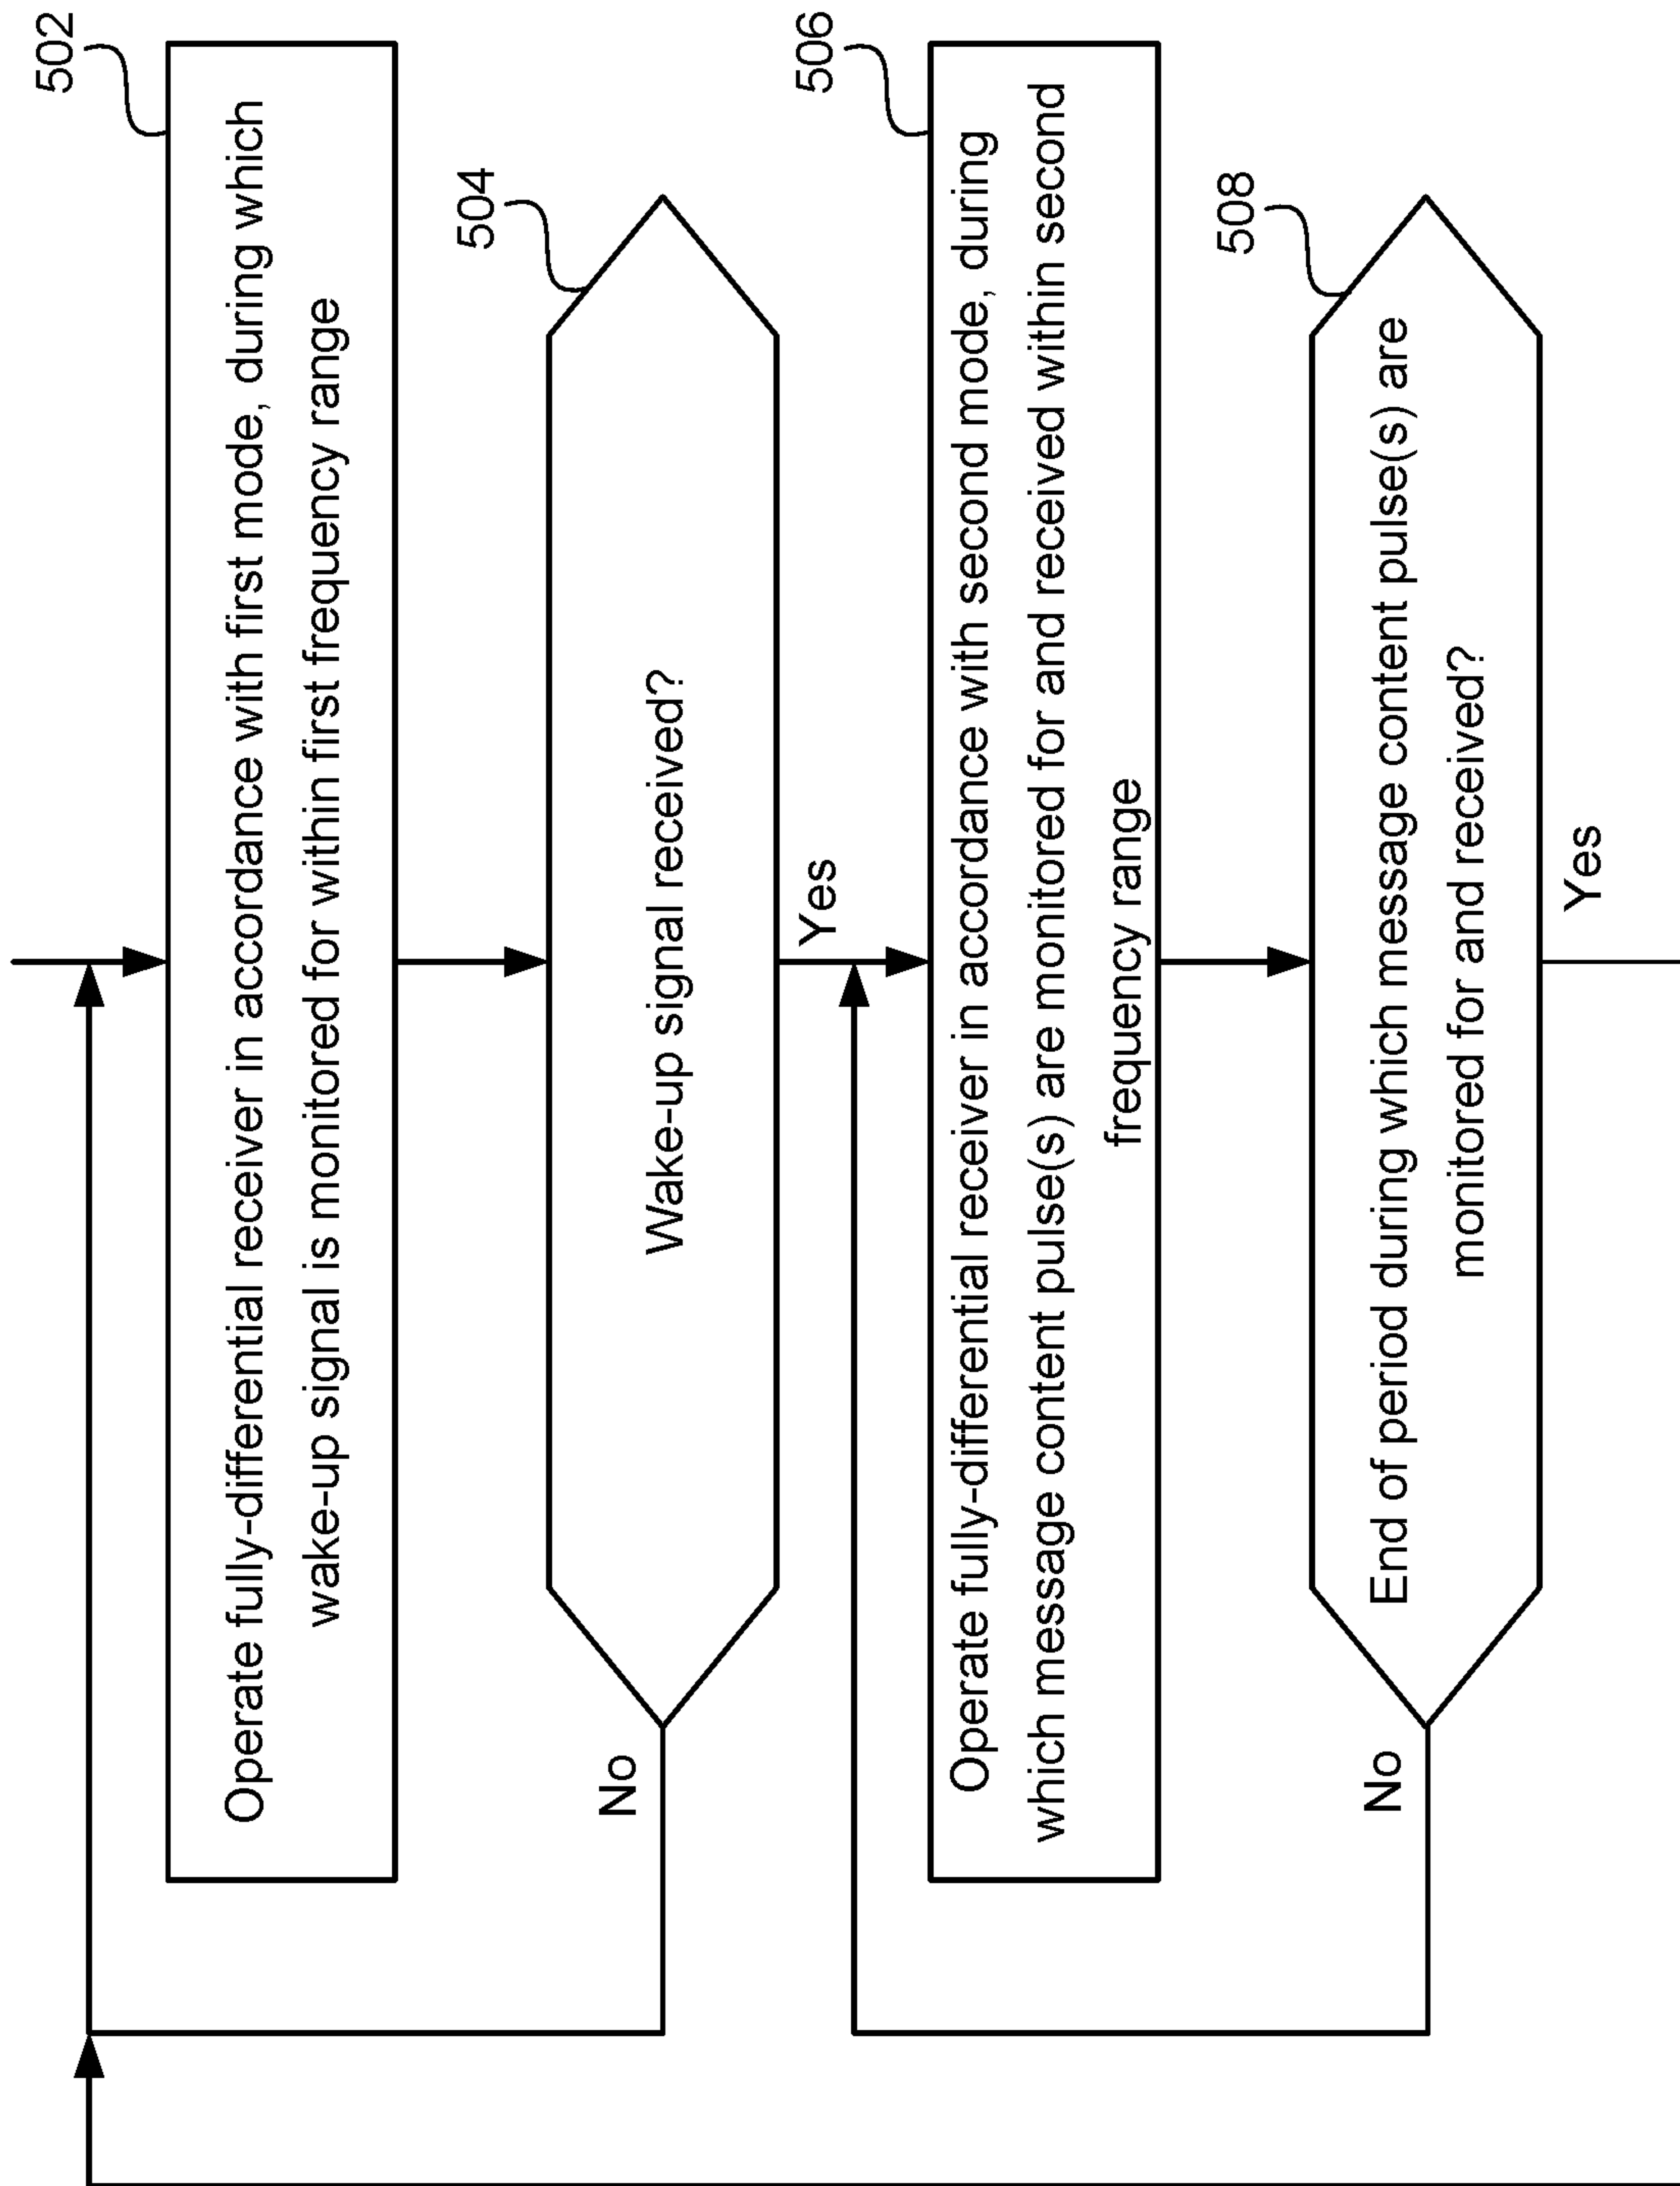 502
Operate fully-differential receiver in accordance with first mode, during which
wake-up signal is monitored for within first frequency range
504
Wake-up signal received?
No
Yes
506
Operate fully-differential receiver in accordance with second mode, during
which message content pulse(s) are monitored for and received within second
frequency range
508
End of period during which message content pulse(s) are
monitored for and received?
No
Yes